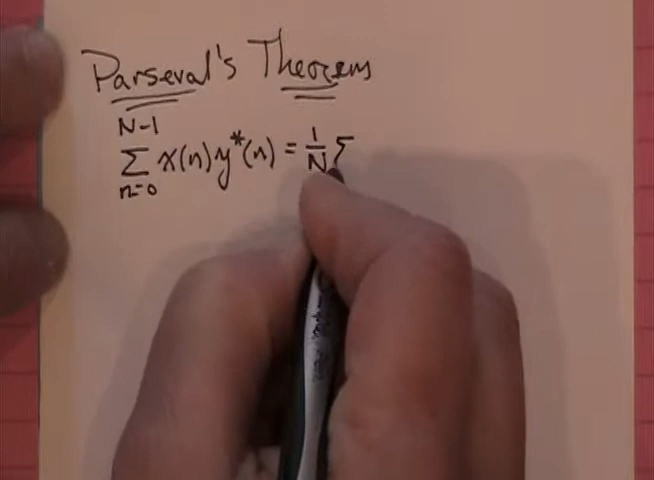 Parseval's Theorem
N-1
Σ x(n) y*(n) = 1/N Σ
n=0